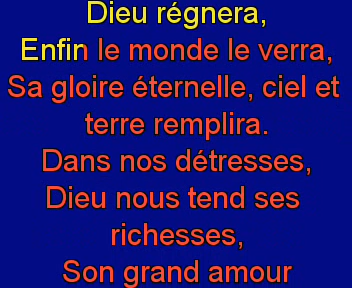 Dieu régnera,
Enfin le monde le verra,
Sa gloire éternelle, ciel et
terre remplira.
Dans nos détresses,
Dieu nous tend ses
richesses,
Son grand amour